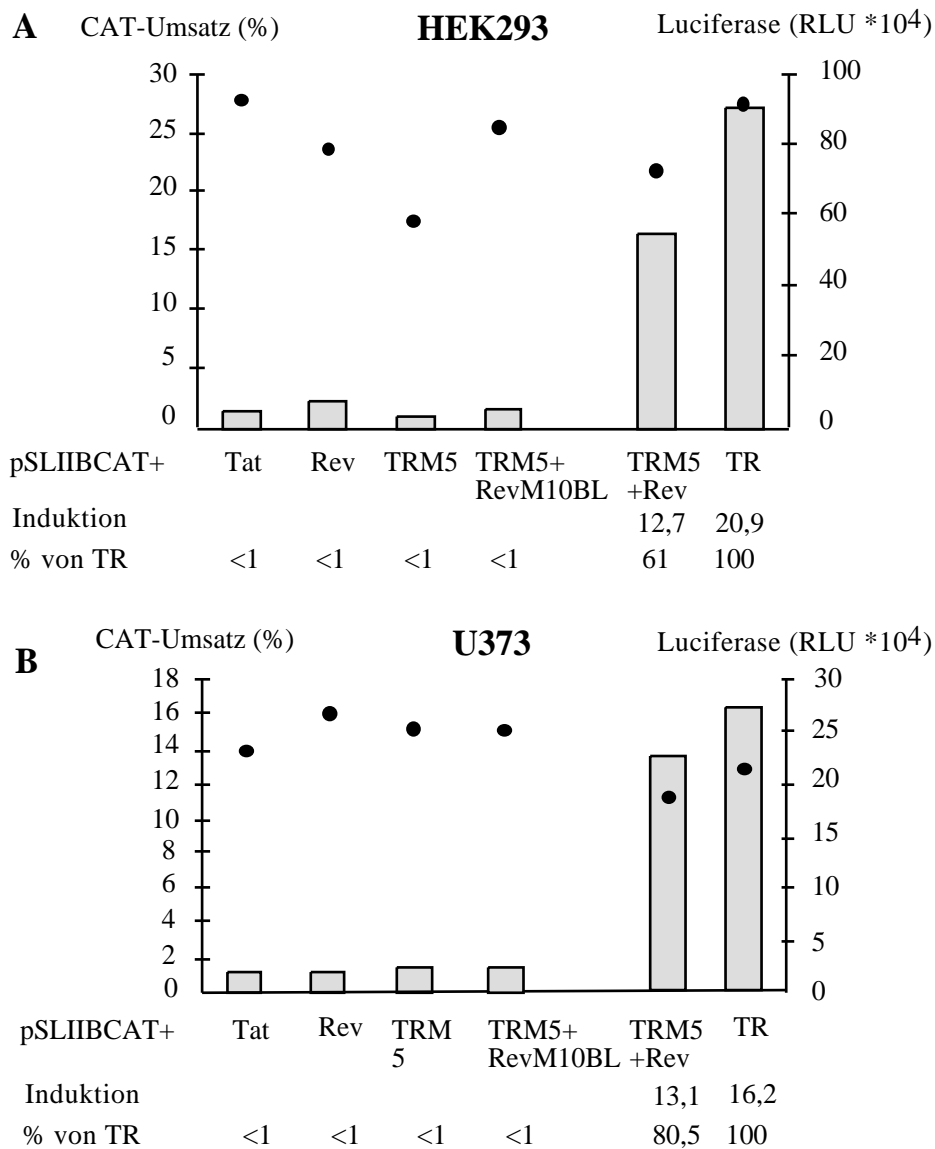 A CAT-Umsatz (%) HEK293 Luciferase (RLU *104)
30 100
25 80
20 60
15 40
10 20
5
0 0
pSLIIBCAT+ Tat Rev TRM5 TRM5+ TRM5 TR
RevM10BL +Rev
Induktion 12,7 20,9
% von TR <1 <1 <1 <1 61 100
B CAT-Umsatz (%) U373 Luciferase (RLU *104)
18 30
16 25
14 20
12
10 15
8 10
6
4 5
2
0 0
pSLIIBCAT+ Tat Rev TRM TRM5+ TRM5 TR
5 RevM10BL +Rev
Induktion 13,1 16,2
% von TR <1 <1 <1 <1 80,5 100